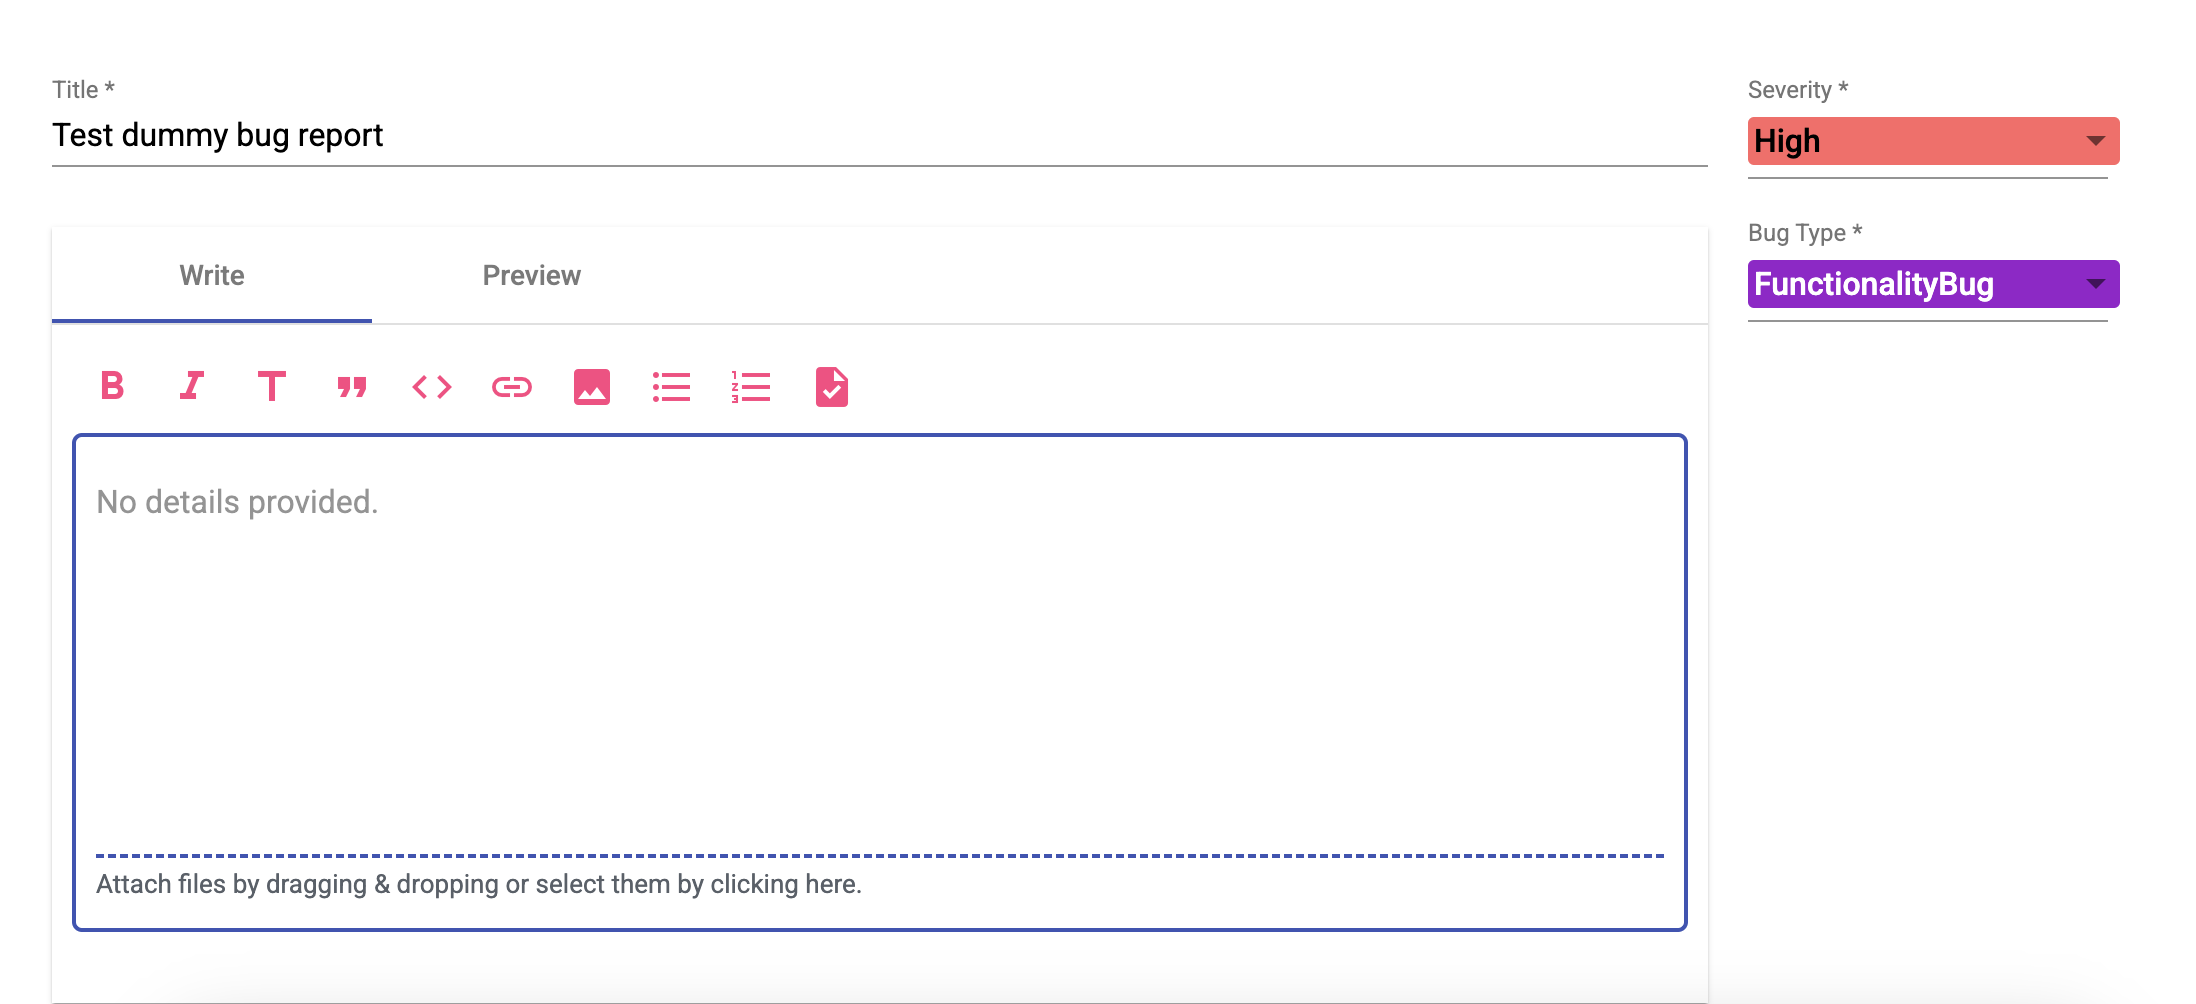 Title *
Test dummy bug report
Severity *
High
Bug Type *
FunctionalityBug
Write
Preview
No details provided.
Attach files by dragging & dropping or select them by clicking here.